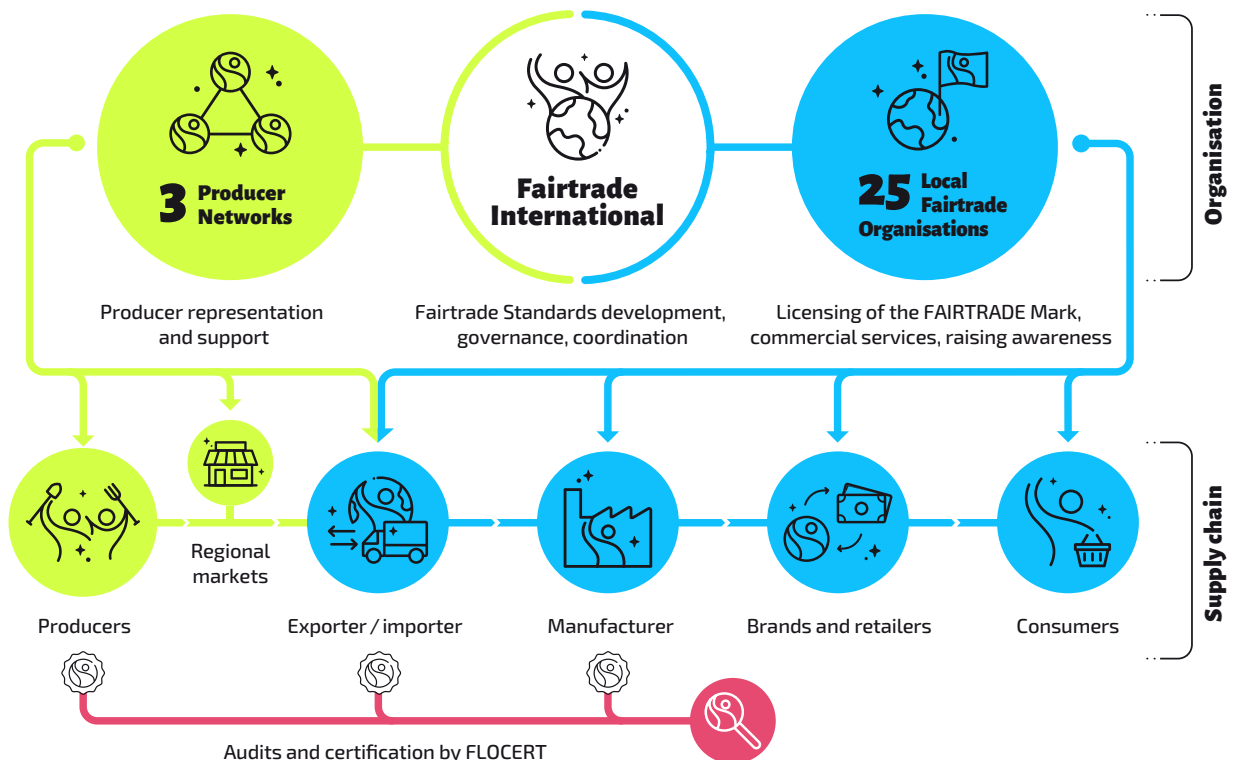 3 Producer
Networks
Fairtrade
International
25 Local
Fairtrade
Organisations
Organisation
Producer representation
and support
Fairtrade Standards development,
governance, coordination
Licensing of the FAIRTRADE Mark,
commercial services, raising awareness
Regional
markets
Supply chain
Producers
Exporter / importer
Manufacturer
Brands and retailers
Consumers
Audits and certification by FLOCERT